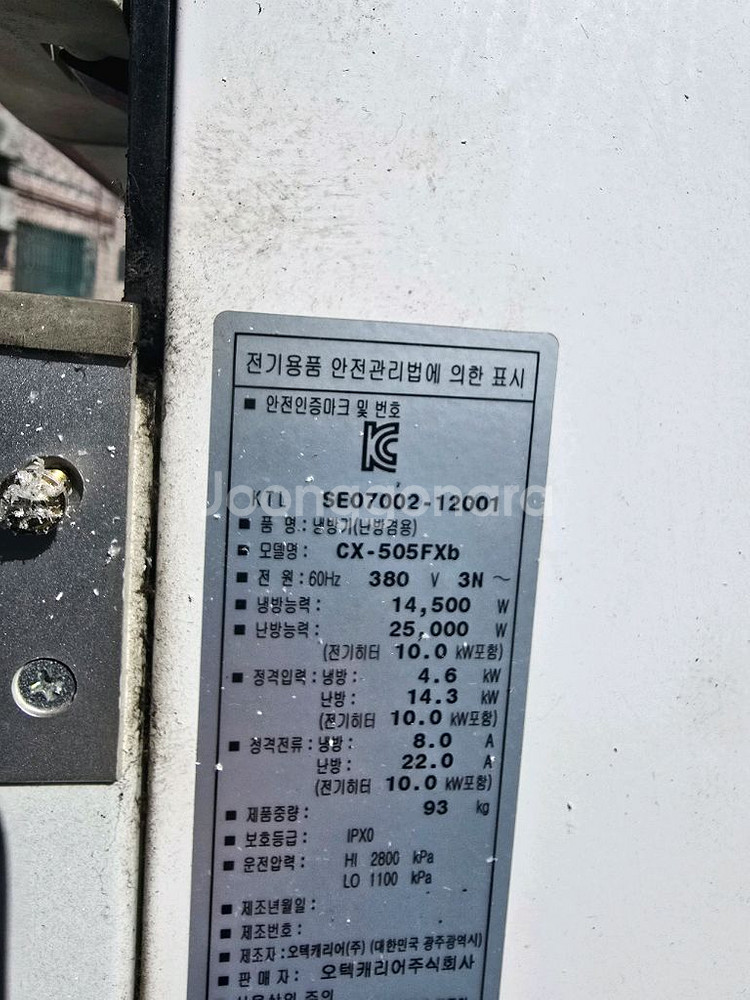 전기용품 안전관리법에 의한 표시
■ 안전인증마크 및 번호
KC
KTL SE07002-12001
Joonggonara
■ 품 명 : 냉방기(난방겸용)
■ 모델명 : CX-505FXb
■ 전 원 : 60Hz 380 V 3N ~
■ 냉방능력 : 14,500 W
■ 난방능력 : 25,000 W
(전기히터 10.0 kW포함)
■ 정격입력 : 냉방 : 4.6 kW
난방 : 14.3 kW
(전기히터 10.0 kW포함)
■ 정격전류 : 냉방 : 8.0 A
난방 : 22.0 A
(전기히터 10.0 kW포함)
■ 제품중량 : 93 kg
■ 보호등급 : IPX0
■ 운전압력 : HI 2800 kPa
LO 1100 kPa
■ 제조년월일 :
■ 제조번호 :
■ 제조자 : 오텍캐리어(주) (대한민국 광주광역시)
■ 판 매 자 : 오텍캐리어주식회사
■ 사용상의 주의